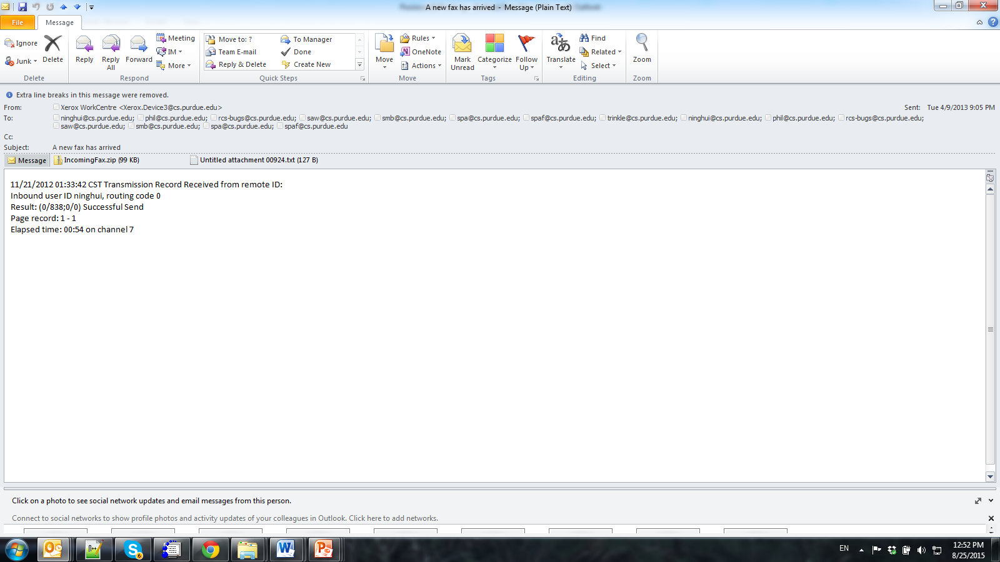 A new fax has arrived - Message (Plain Text)
File
Message
Ignore
Junk
Delete
Delete
Reply
Reply All
Forward
Meeting
IM
More
Respond
Move to: ?
Team E-mail
Reply & Delete
To Manager
Done
Create New
Quick Steps
Move
Rules
OneNote
Actions
Move
Mark Unread
Categorize
Follow Up
Tags
Translate
Find
Related
Select
Editing
Zoom
Zoom
Extra line breaks in this message were removed.
From: Xerox WorkCentre <Xerox.Device3@cs.purdue.edu>
Sent: Tue 4/9/2013 9:05 PM
To: ninghui@cs.purdue.edu; phil@cs.purdue.edu; rcs-bugs@cs.purdue.edu; saw@cs.purdue.edu; smb@cs.purdue.edu; spa@cs.purdue.edu; spaf@cs.purdue.edu; trinkle@cs.purdue.edu; ninghui@cs.purdue.edu; phil@cs.purdue.edu; rcs-bugs@cs.purdue.edu;
saw@cs.purdue.edu; smb@cs.purdue.edu; spa@cs.purdue.edu; spaf@cs.purdue.edu
Cc:
Subject: A new fax has arrived
Message IncomingFax.zip (99 KB) Untitled attachment 00924.txt (127 B)
11/21/2012 01:33:42 CST Transmission Record Received from remote ID:
Inbound user ID ninghui, routing code 0
Result: (0/838;0/0) Successful Send
Page record: 1 - 1
Elapsed time: 00:54 on channel 7
Click on a photo to see social network updates and email messages from this person.
Connect to social networks to show profile photos and activity updates of your colleagues in Outlook. Click here to add networks.
6
EN
12:52 PM
8/25/2015